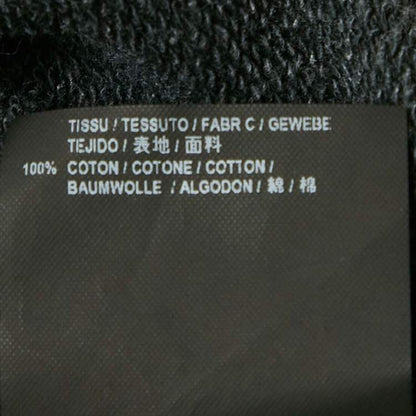 TISSU / TESSUTO / FABR C / GEWEBE
TEJIDO / 表地 / 面料
100% COTON / COTONE / COTTON /
BAUMWOLLE / ALGODON / 綿 / 棉